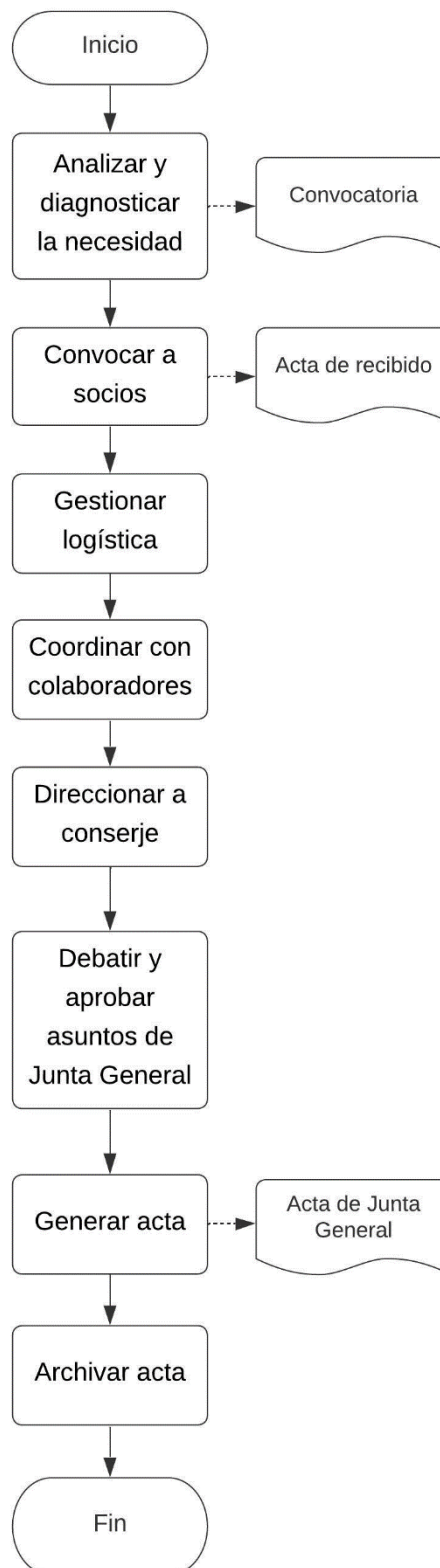 Inicio
Analizar y
diagnosticar
la necesidad
Convocatoria
Convocar a
socios
Acta de recibido
Gestionar
logística
Coordinar con
colaboradores
Direccionar a
conserje
Debatir y
aprobar
asuntos de
Junta General
Generar acta
Acta de Junta
General
Archivar acta
Fin